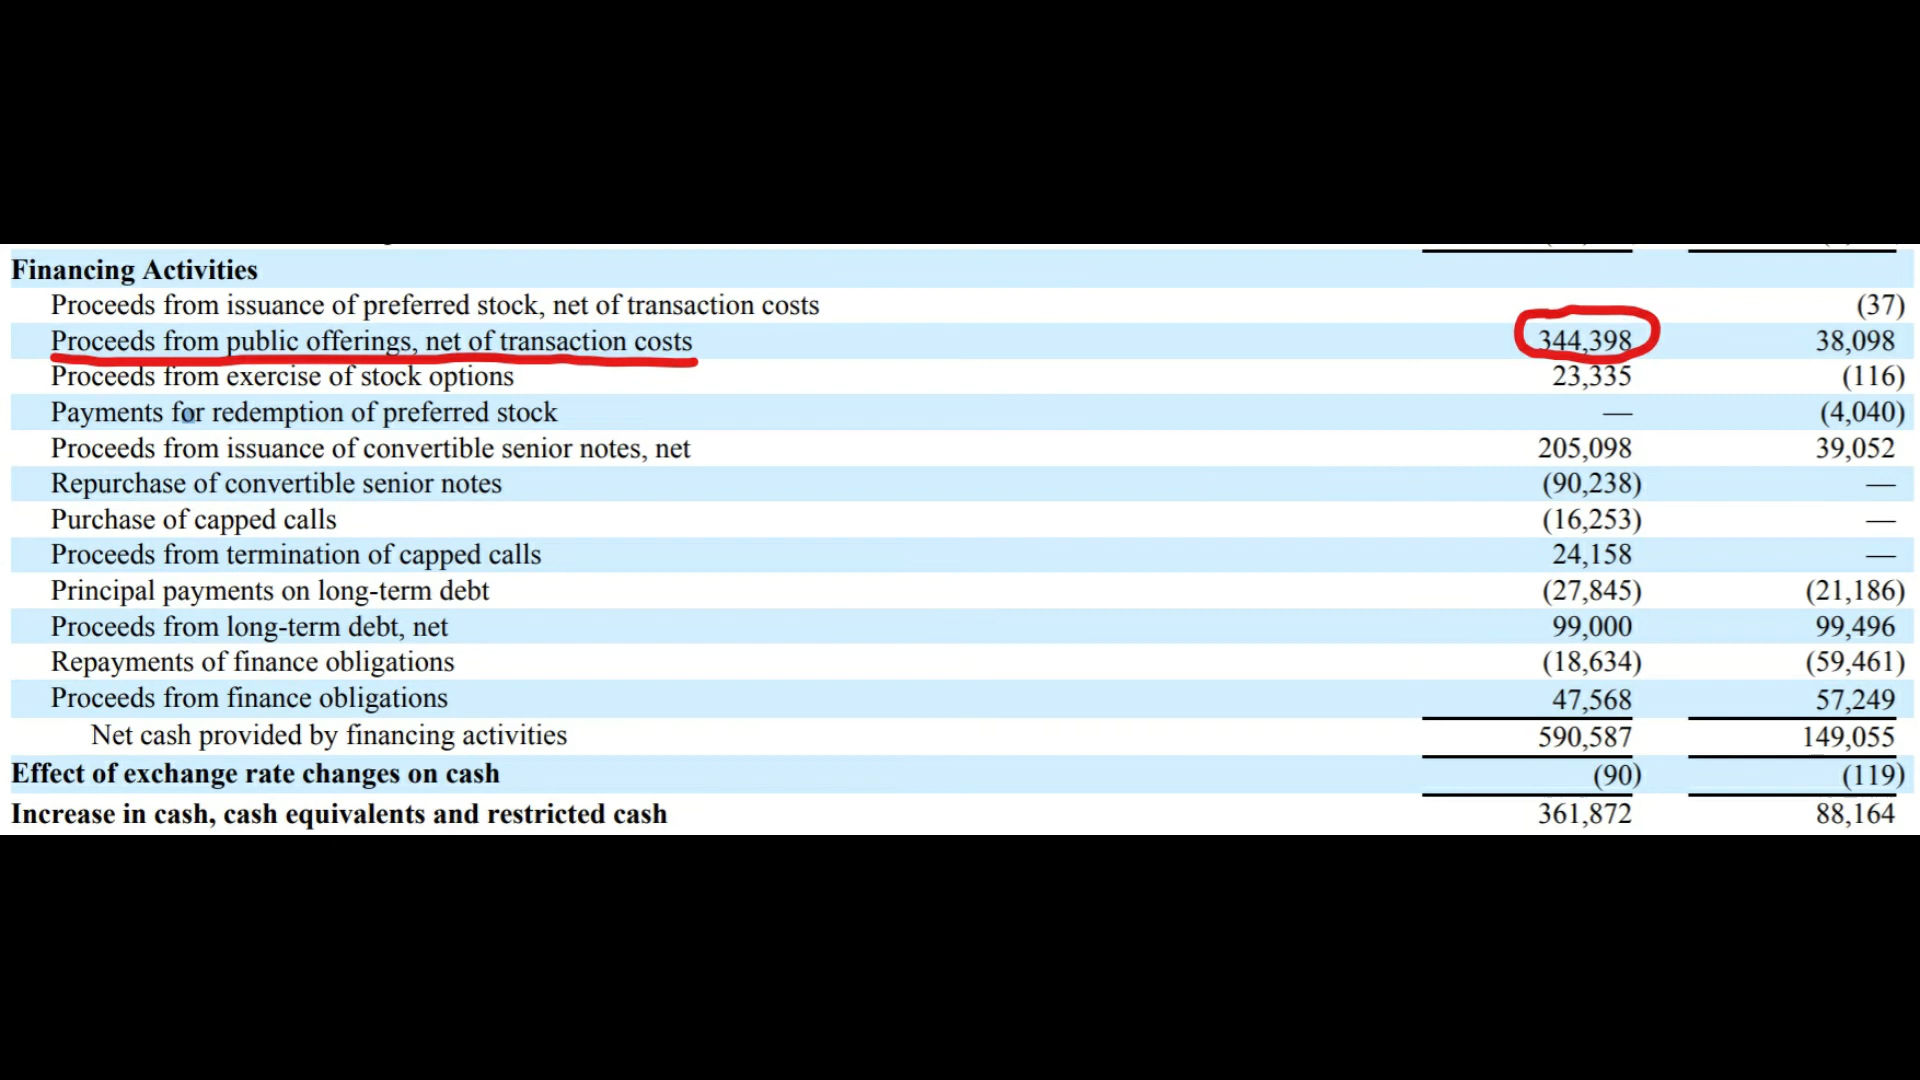 Financing Activities
Proceeds from issuance of preferred stock, net of transaction costs (37)
Proceeds from public offerings, net of transaction costs 344,398 38,098
Proceeds from exercise of stock options 23,335 (116)
Payments for redemption of preferred stock — (4,040)
Proceeds from issuance of convertible senior notes, net 205,098 39,052
Repurchase of convertible senior notes (90,238) —
Purchase of capped calls (16,253) —
Proceeds from termination of capped calls 24,158 —
Principal payments on long-term debt (27,845) (21,186)
Proceeds from long-term debt, net 99,000 99,496
Repayments of finance obligations (18,634) (59,461)
Proceeds from finance obligations 47,568 57,249
Net cash provided by financing activities 590,587 149,055
Effect of exchange rate changes on cash (90) (119)
Increase in cash, cash equivalents and restricted cash 361,872 88,164